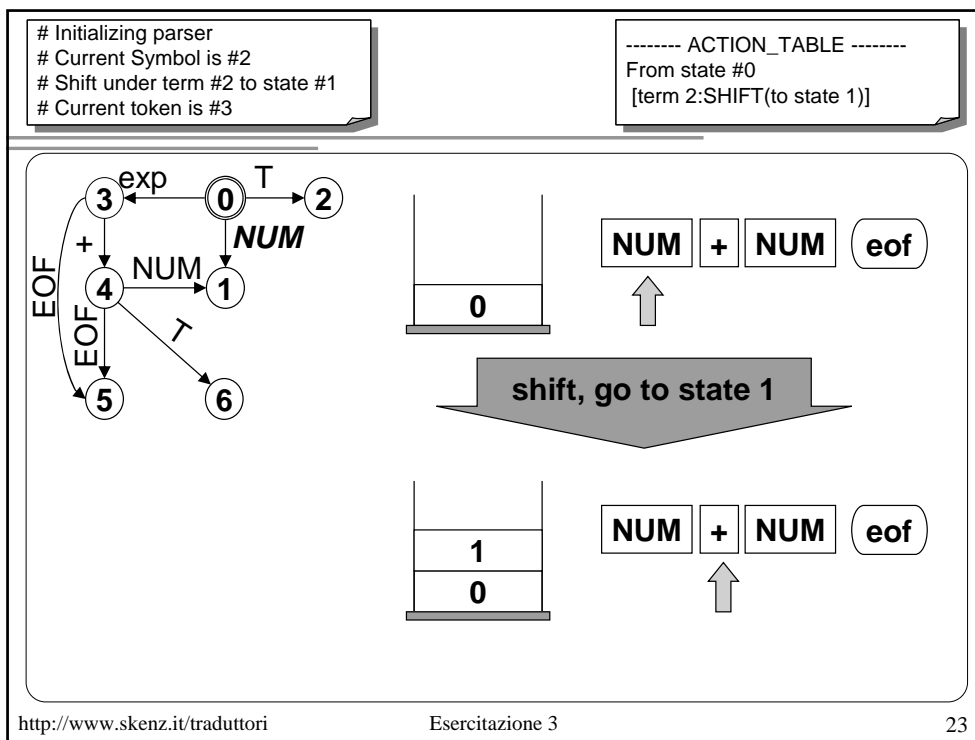 # Initializing parser
# Current Symbol is #2
# Shift under term #2 to state #1
# Current token is #3
-------- ACTION_TABLE --------
From state #0
[term 2:SHIFT(to state 1)]
3 exp 0 T 2
+ NUM
EOF 4 NUM 1
EOF T
5 6
NUM + NUM eof
0
shift, go to state 1
NUM + NUM eof
1
0
http://www.skenz.it/traduttori Esercitazione 3 23